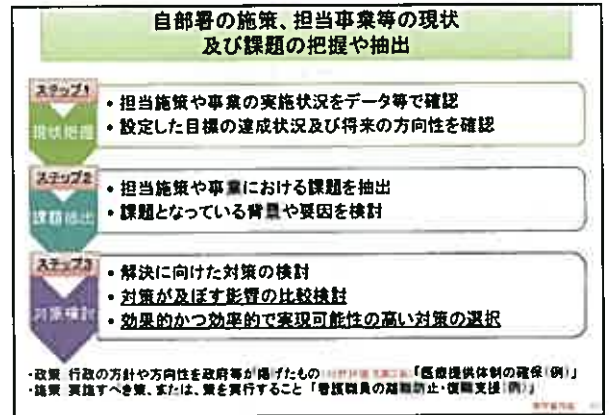 自部署の施策、担当事業等の現状
及び課題の把握や抽出
ステップ1
現状把握
・担当施策や事業の実施状況をデータ等で確認
・設定した目標の達成状況及び将来の方向性を確認
ステップ2
課題抽出
・担当施策や事業における課題を抽出
・課題となっている背景や要因を検討
ステップ3
対策検討
・解決に向けた対策の検討
・対策が及ぼす影響の比較検討
・効果的かつ効率的で実現可能性の高い対策の選択
・政策 行政の方針や方向性を政府等が掲げたもの 「医療提供体制の確保(例)」
・施策 実施すべき策、または、策を実行すること 「看護職員の離職防止・復職支援(例)」